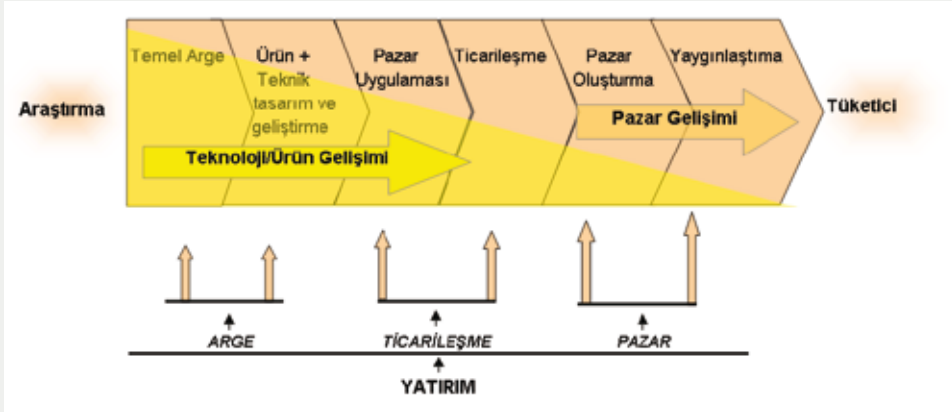 Temel Arge
Ürün +
Teknik
tasarım ve
geliştirme
Pazar
Uygulaması
Ticarileşme
Pazar
Oluşturma
Yaygınlaştıma
Araştırma
Tüketici
Pazar Gelişimi
Teknoloji/Ürün Gelişimi
ARGE
TİCARİLEŞME
PAZAR
YATIRIM